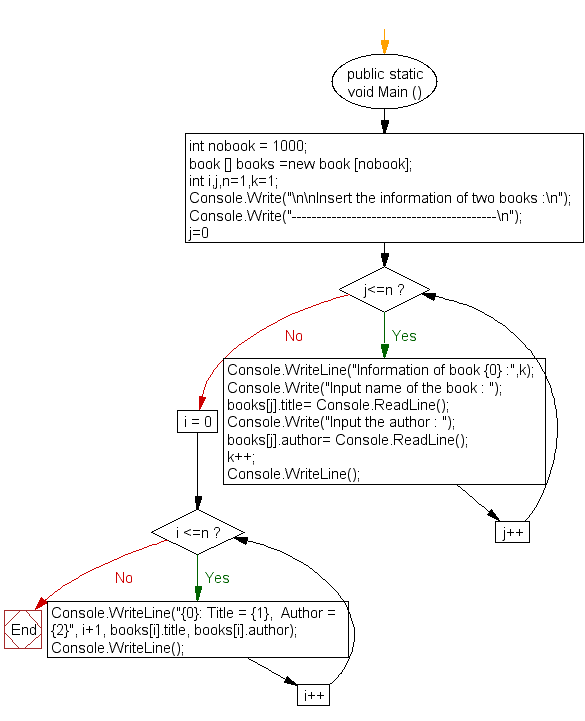 public static
void Main ()
int nobook = 1000;
book [] books =new book [nobook];
int i,j,n=1,k=1;
Console.Write("\n\nInsert the information of two books :\n");
Console.Write("-----------------------------------------\n");
j=0
j<=n ?
No
Yes
Console.WriteLine("Information of book {0} :",k);
Console.Write("Input name of the book : ");
books[j].title= Console.ReadLine();
Console.Write("Input the author : ");
books[j].author= Console.ReadLine();
k++;
Console.WriteLine();
i = 0
j++
i <=n ?
No
Yes
End
Console.WriteLine("{0}: Title = {1},  Author =
{2}", i+1, books[i].title, books[i].author);
Console.WriteLine();
i++